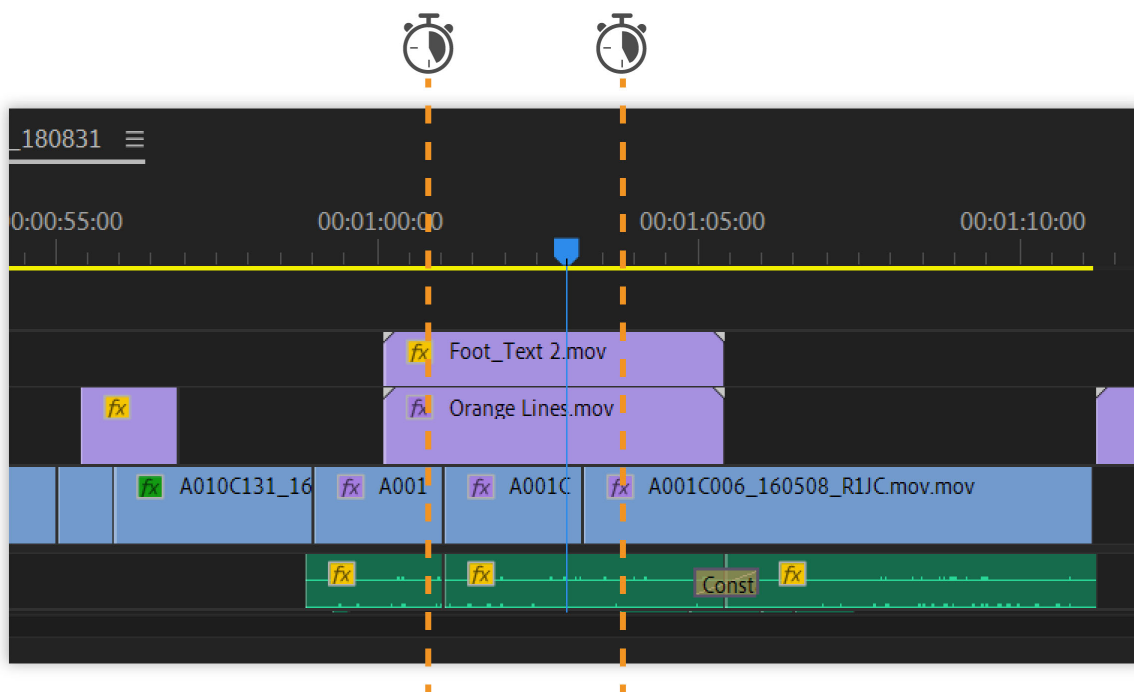 _180831
0:00:55:00 00:01:00:00 00:01:05:00 00:01:10:00
fx Foot_Text 2.mov
fx fx Orange Lines.mov
fx A010C131_16 fx A001 fx A001C fx A001C006_160508_R1JC.mov.mov
fx fx Const fx